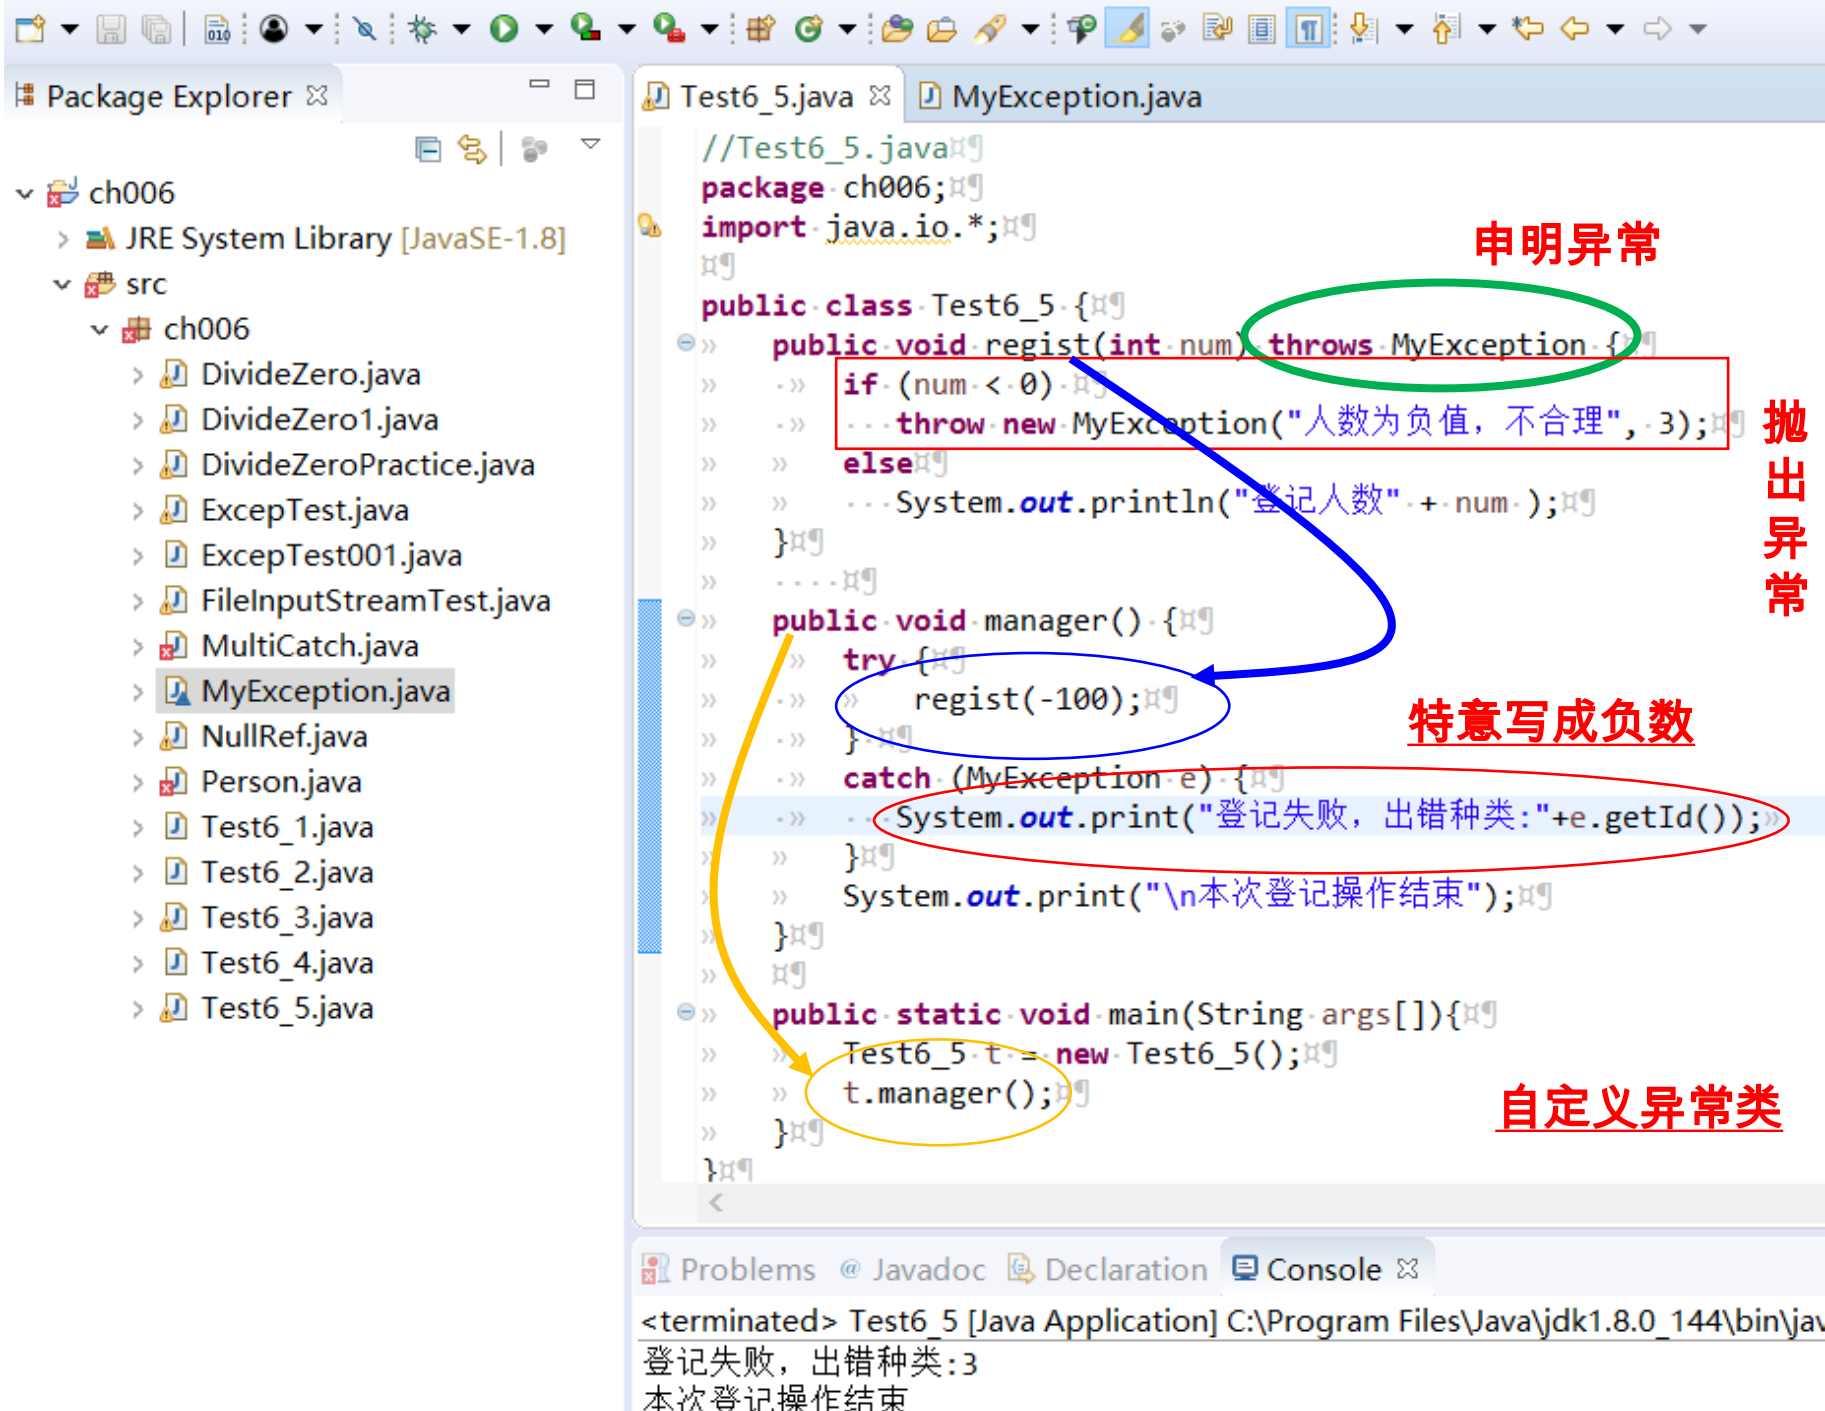 Package Explorer
ch006
JRE System Library [JavaSE-1.8]
src
ch006
DivideZero.java
DivideZero1.java
DivideZeroPractice.java
ExcepTest.java
ExcepTest001.java
FileInputStreamTest.java
MultiCatch.java
MyException.java
NullRef.java
Person.java
Test6_1.java
Test6_2.java
Test6_3.java
Test6_4.java
Test6_5.java
Test6_5.java MyException.java
//Test6_5.java
package ch006;
import java.io.*;
申明异常
public class Test6_5 {
public void regist(int num) throws MyException {
if (num < 0)
throw new MyException("人数为负值，不合理", 3);
抛出异常
else
System.out.println("登记人数" + num );
}
public void manager() {
try {
regist(-100);
特意写成负数
}
catch (MyException e) {
System.out.print("登记失败，出错种类:"+e.getId());
}
System.out.print("\n本次登记操作结束");
}
public static void main(String args[]){
Test6_5 t = new Test6_5();
t.manager();
自定义异常类
}
}
Problems @ Javadoc Declaration Console
<terminated> Test6_5 [Java Application] C:\Program Files\Java\jdk1.8.0_144\bin\jav
登记失败，出错种类:3
本次登记操作结束